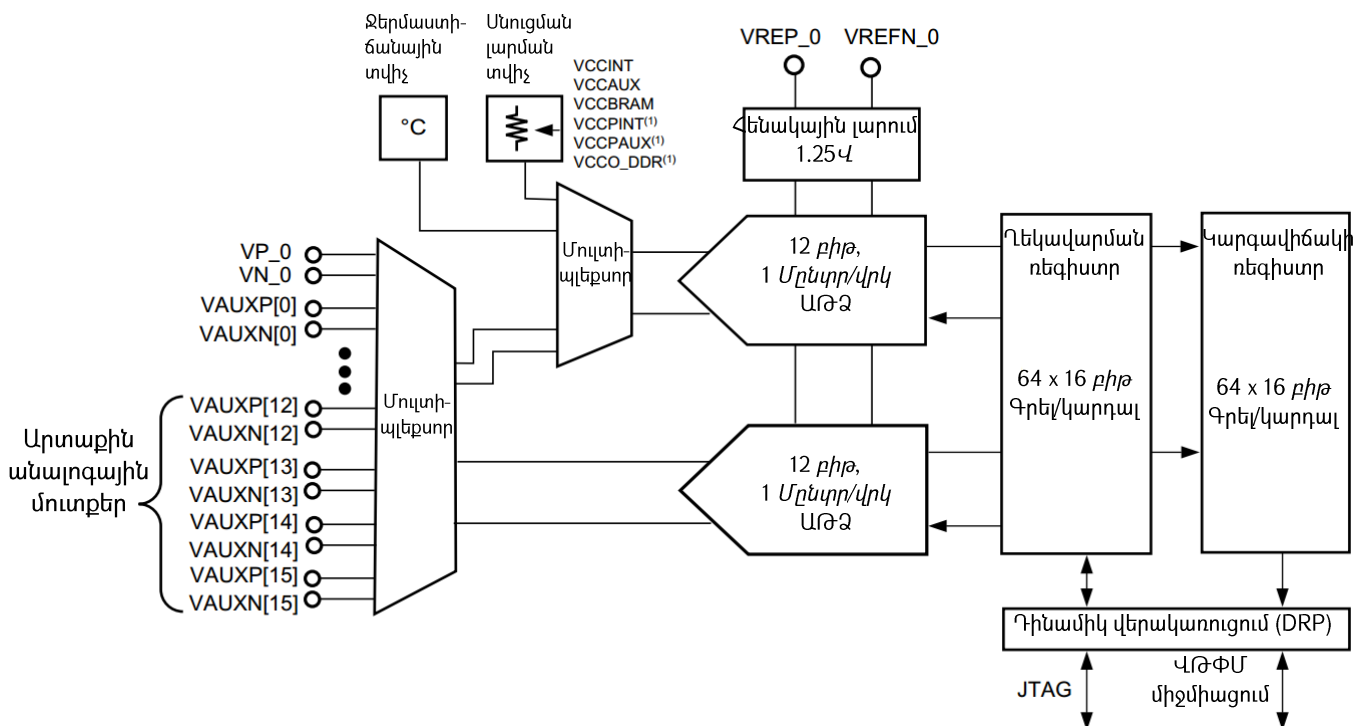 Ջերմաստի-
ճանային
տվիչ
Սնուցման
լարման
տվիչ
VCCINT
VCCAUX
VCCBRAM
VCCPINT(1)
VCCPAUX(1)
VCCO_DDR(1)
°C
VREP_0
VREFN_0
Հենակային լարում
1.25Վ
VP_0
VN_0
VAUXP[0]
VAUXN[0]
VAUXP[12]
VAUXN[12]
VAUXP[13]
VAUXN[13]
VAUXP[14]
VAUXN[14]
VAUXP[15]
VAUXN[15]
Արտաքին
անալոգային
մուտքեր
Մուլտի-
պլեքսոր
Մուլտի-
պլեքսոր
12 բիթ,
1 Մընտր/վրկ
ԱԹՁ
12 բիթ,
1 Մընտր/վրկ
ԱԹՁ
Ղեկավարման
ռեգիստր
64 x 16 բիթ
Գրել/կարդալ
Կարգավիճակի
ռեգիստր
64 x 16 բիթ
Գրել/կարդալ
Դինամիկ վերակառուցում (DRP)
JTAG
ՎԹՓՄ
միջմիացում